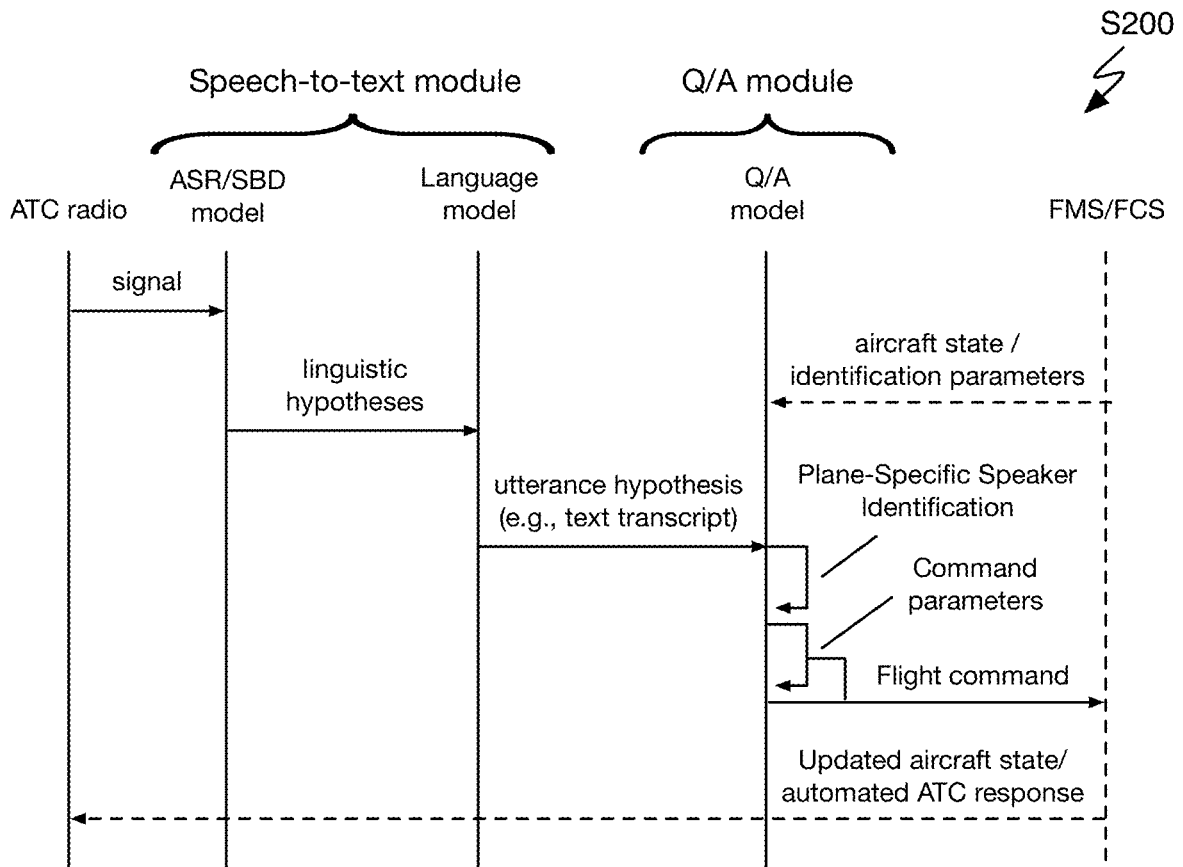 S200
Speech-to-text module
Q/A module
ASR/SBD
model
Language
model
Q/A
model
ATC radio
FMS/FCS
signal
aircraft state /
identification parameters
linguistic
hypotheses
Plane-Specific Speaker
Identification
utterance hypothesis
(e.g., text transcript)
Command
parameters
Flight command
Updated aircraft state/
automated ATC response